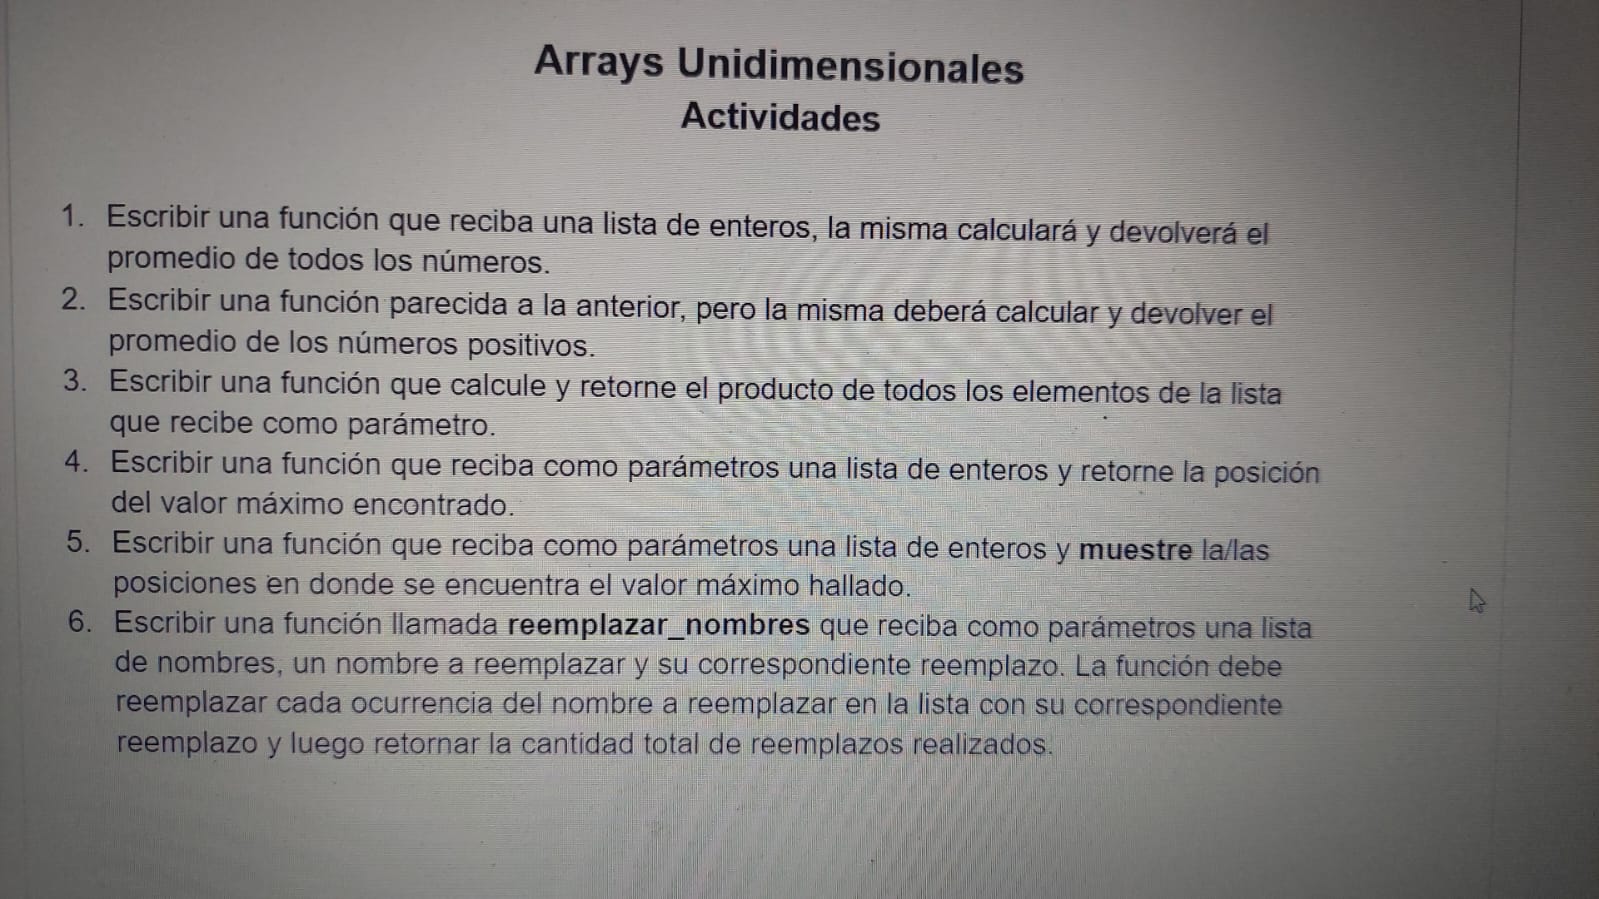 Arrays Unidimensionales
Actividades
1. Escribir una función que reciba una lista de enteros, la misma calculará y devolverá el
promedio de todos los números.
2. Escribir una función parecida a la anterior, pero la misma deberá calcular y devolver el
promedio de los números positivos.
3. Escribir una función que calcule y retorne el producto de todos los elementos de la lista
que recibe como parámetro.
4. Escribir una función que reciba como parámetros una lista de enteros y retorne la posición
del valor máximo encontrado.
5. Escribir una función que reciba como parámetros una lista de enteros y muestre la/las
posiciones en donde se encuentra el valor máximo hallado.
6. Escribir una función llamada reemplazar_nombres que reciba como parámetros una lista
de nombres, un nombre a reemplazar y su correspondiente reemplazo. La función debe
reemplazar cada ocurrencia del nombre a reemplazar en la lista con su correspondiente
reemplazo y luego retornar la cantidad total de reemplazos realizados.